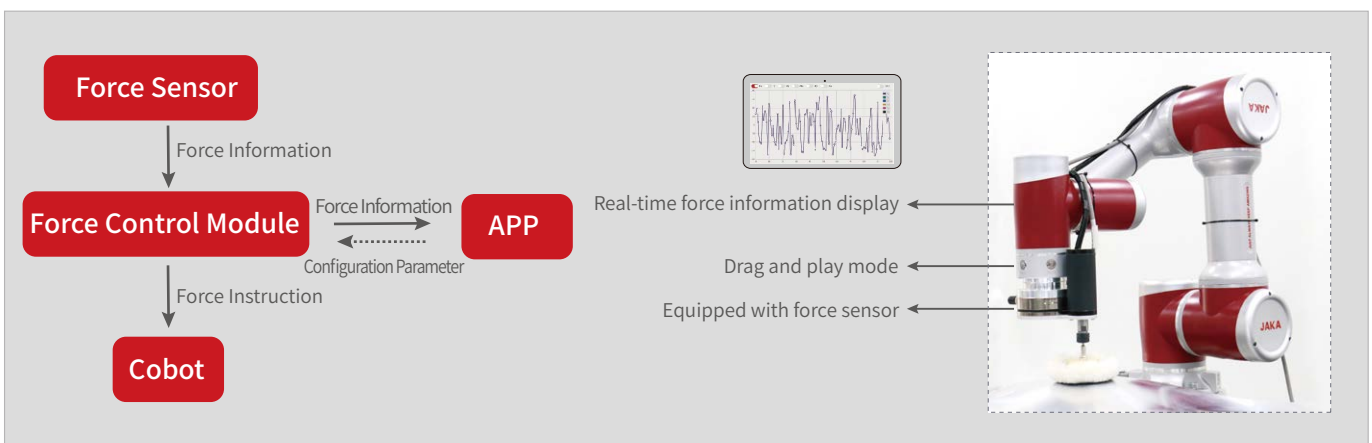 Force Sensor
Force Information
Force Control Module
Force Information
APP
Configuration Parameter
Force Instruction
Cobot
Real-time force information display
Drag and play mode
Equipped with force sensor
JAKA
JAKA